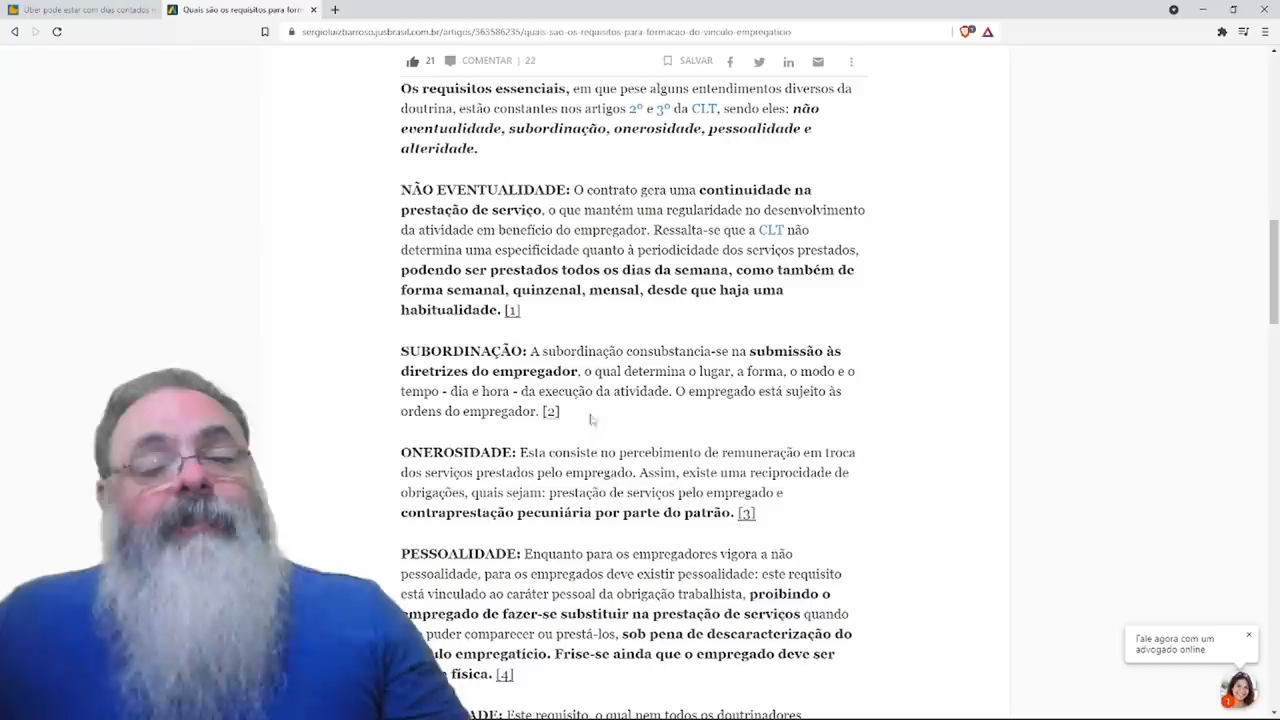 Uber pode estar com dias contados n
Quais são os requisitos para form
sergioluizbarroso.jusbrasil.com.br/artigos/363586235/quais-sao-os-requisitos-para-formacao-do-vinculo-empregaticio
21 COMENTAR | 22 SALVAR
Os requisitos essenciais, em que pese alguns entendimentos diversos da
doutrina, estão constantes nos artigos 2º e 3º da CLT, sendo eles: não
eventualidade, subordinação, onerosidade, pessoalidade e
alteridade.
NÃO EVENTUALIDADE: O contrato gera uma continuidade na
prestação de serviço, o que mantém uma regularidade no desenvolvimento
da atividade em benefício do empregador. Ressalta-se que a CLT não
determina uma especificidade quanto à periodicidade dos serviços prestados,
podendo ser prestados todos os dias da semana, como também de
forma semanal, quinzenal, mensal, desde que haja uma
habitualidade. [1]
SUBORDINAÇÃO: A subordinação consubstancia-se na submissão às
diretrizes do empregador, o qual determina o lugar, a forma, o modo e o
tempo - dia e hora - da execução da atividade. O empregado está sujeito às
ordens do empregador. [2]
ONEROSIDADE: Esta consiste no percebimento de remuneração em troca
dos serviços prestados pelo empregado. Assim, existe uma reciprocidade de
obrigações, quais sejam: prestação de serviços pelo empregado e
contraprestação pecuniária por parte do patrão. [3]
PESSOALIDADE: Enquanto para os empregadores vigora a não
pessoalidade, para os empregados deve existir pessoalidade: este requisito
está vinculado ao caráter pessoal da obrigação trabalhista, proibindo o
empregado de fazer-se substituir na prestação de serviços quando
puder comparecer ou prestá-los, sob pena de descaracterização do
ulo empregatício. Frise-se ainda que o empregado deve ser
física. [4]
ADE: Este requisito, o qual nem todos os doutrinadores
Fale agora com um
advogado online
1